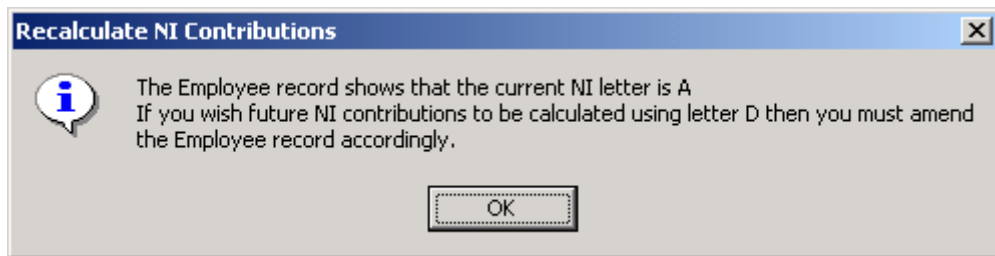 Recalculate NI Contributions
The Employee record shows that the current NI letter is A
If you wish future NI contributions to be calculated using letter D then you must amend
the Employee record accordingly.
OK